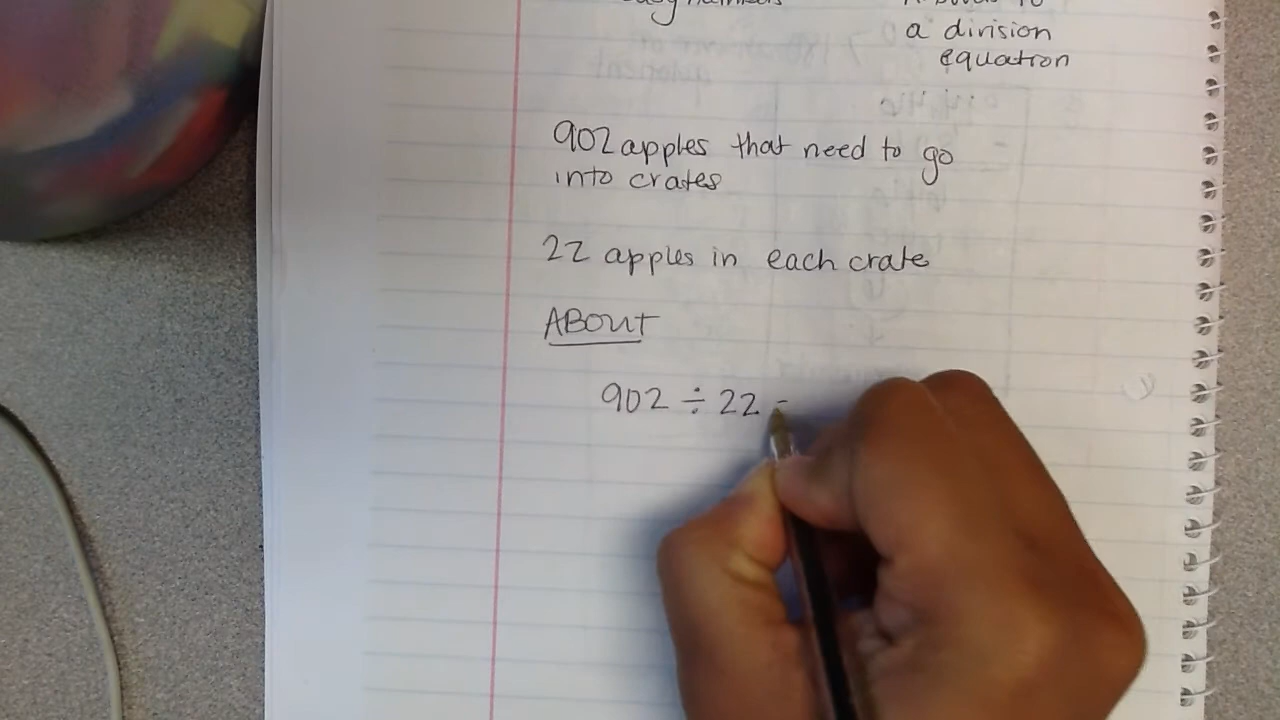 a division
equation
902 apples that need to go
into crates
22 apples in each crate
ABOUT
902 ÷ 22 =